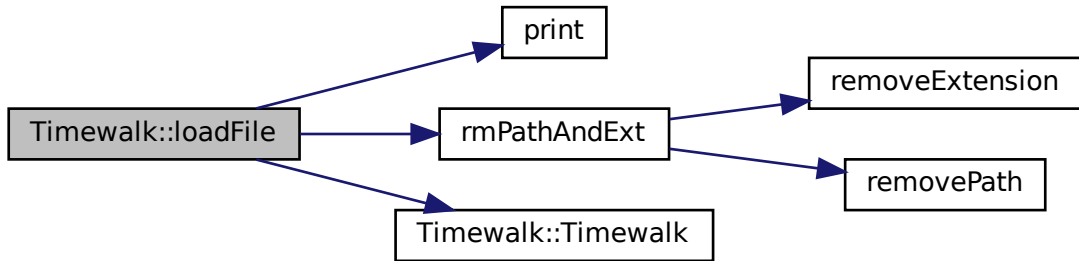 print
removeExtension
Timewalk::loadFile
rmPathAndExt
removePath
Timewalk::Timewalk